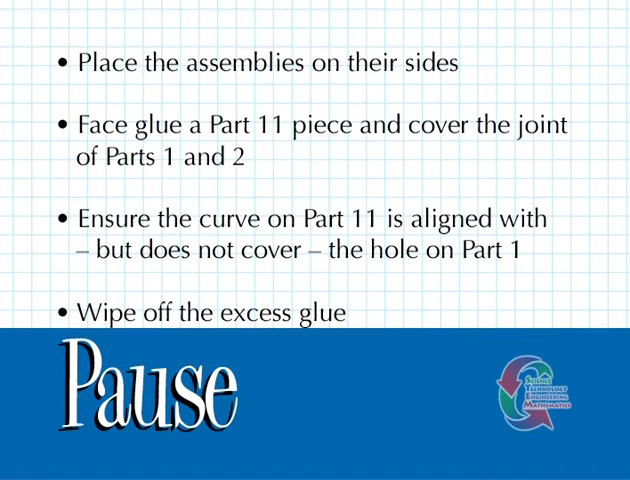 • Place the assemblies on their sides
• Face glue a Part 11 piece and cover the joint
of Parts 1 and 2
• Ensure the curve on Part 11 is aligned with
– but does not cover – the hole on Part 1
• Wipe off the excess glue
Pause
Science
Technology
Engineering
Mathematics